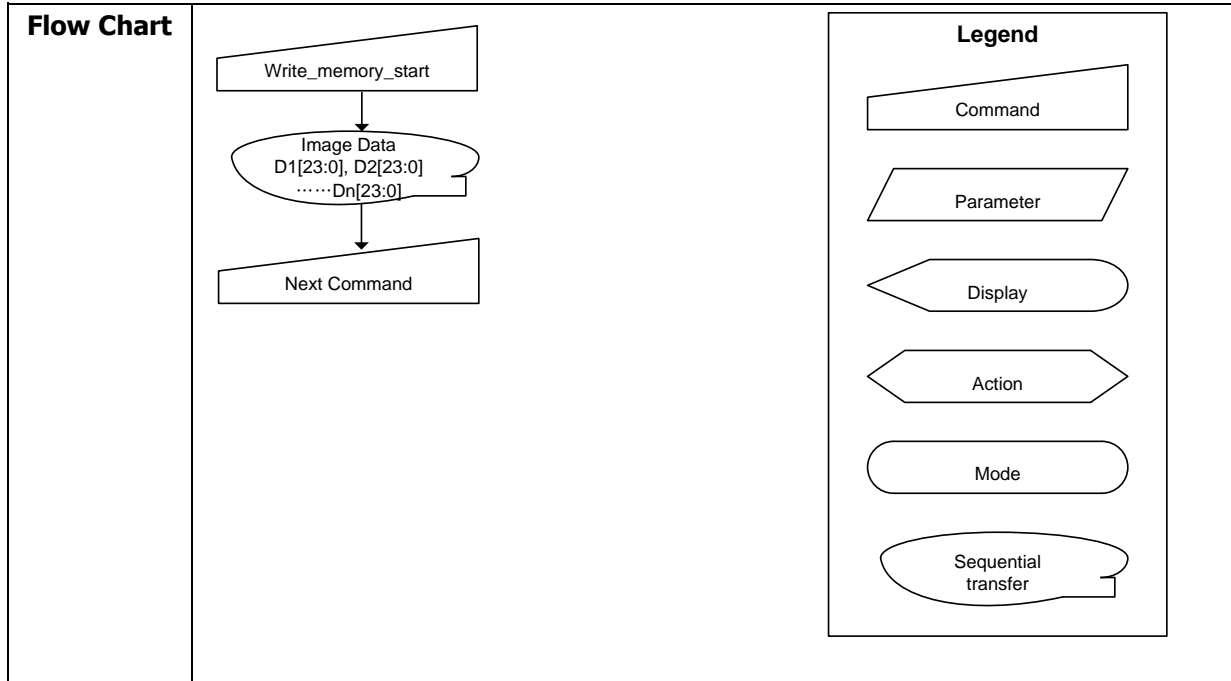 Flow Chart
Write_memory_start
Image Data
D1[23:0], D2[23:0]
……Dn[23:0]
Next Command
Legend
Command
Parameter
Display
Action
Mode
Sequential
transfer